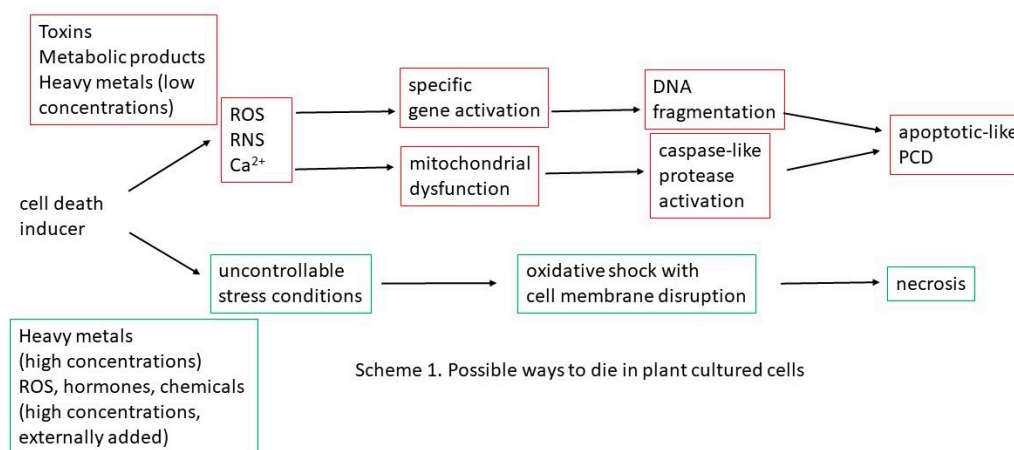 Toxins
Metabolic products
Heavy metals (low
concentrations)
ROS
RNS
Ca²⁺
specific
gene activation
DNA
fragmentation
mitochondrial
dysfunction
caspase-like
protease
activation
apoptotic-like
PCD
cell death
inducer
uncontrollable
stress conditions
oxidative shock with
cell membrane disruption
necrosis
Heavy metals
(high concentrations)
ROS, hormones, chemicals
(high concentrations,
externally added)
Scheme 1. Possible ways to die in plant cultured cells